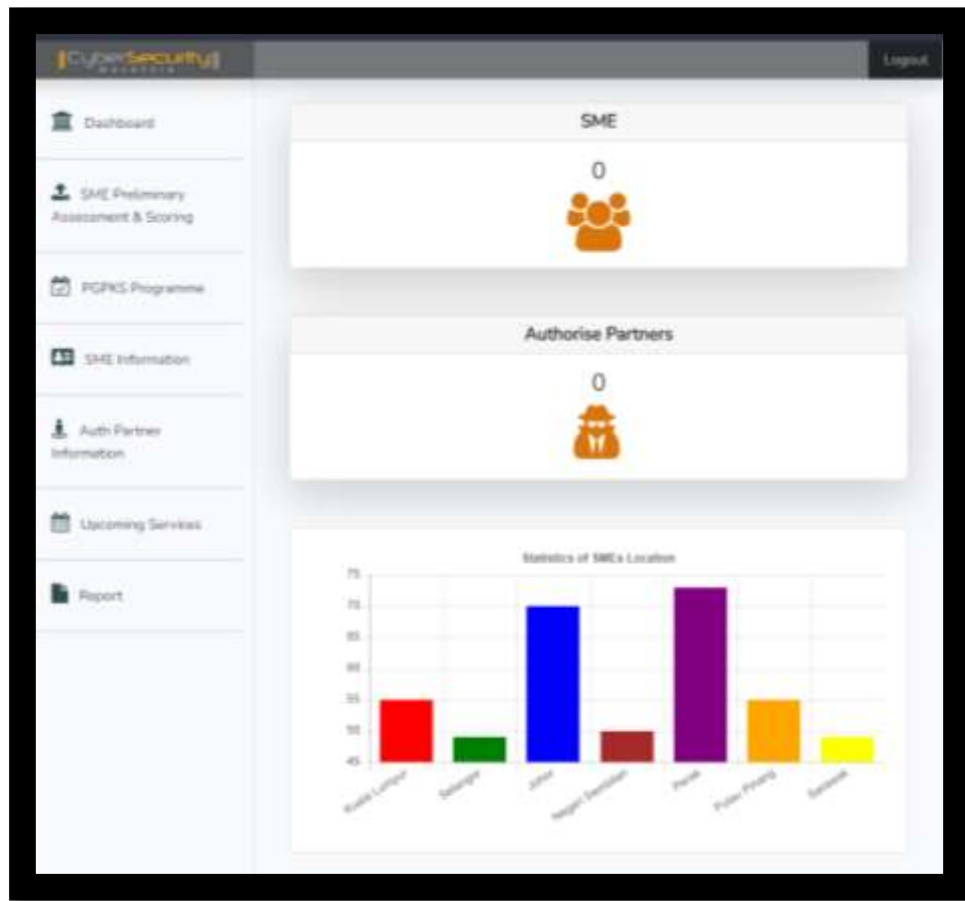 CyberSecurity
MALAYSIA
Logout
Dashboard
SME Preliminary
Assessment & Scoring
PGPKS Programme
SME Information
Auth Partner
Information
Upcoming Services
Report
SME
0
Authorise Partners
0
Statistics of SMEs Location
75
70
65
60
55
50
45
Kuala Lumpur
Selangor
Johor
Negeri Sembilan
Perak
Pulau Pinang
Sarawak